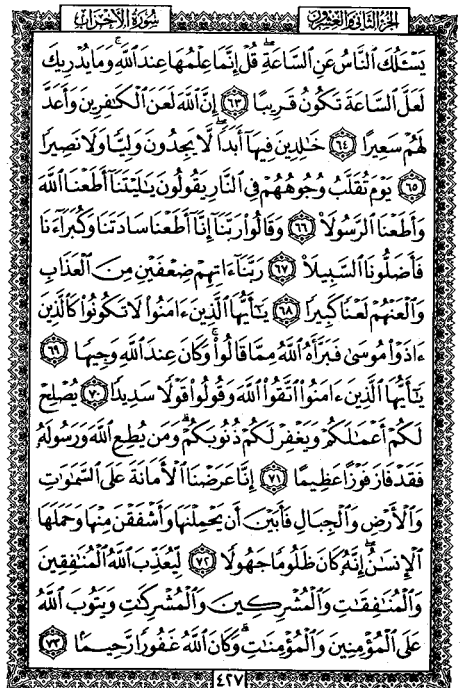 الجزء الثاني والعشرون
سورة الأحزاب
يَسْـَٔلُكَ ٱلنَّاسُ عَنِ ٱلسَّاعَةِۖ قُلْ إِنَّمَا عِلْمُهَا عِندَ ٱللَّهِۚ وَمَا يُدْرِيكَ
لَعَلَّ ٱلسَّاعَةَ تَكُونُ قَرِيبًا ٦٣ إِنَّ ٱللَّهَ لَعَنَ ٱلْكَٰفِرِينَ وَأَعَدَّ
لَهُمْ سَعِيرًا ٦٤ خَٰلِدِينَ فِيهَآ أَبَدًاۖ لَّا يَجِدُونَ وَلِيًّا وَلَا نَصِيرًا
٦٥ يَوْمَ تُقَلَّبُ وُجُوهُهُمْ فِى ٱلنَّارِ يَقُولُونَ يَٰلَيْتَنَآ أَطَعْنَا ٱللَّهَ
وَأَطَعْنَا ٱلرَّسُولَا۠ ٦٦ وَقَالُوا۟ رَبَّنَآ إِنَّآ أَطَعْنَا سَادَتَنَا وَكُبَرَآءَنَا
فَأَضَلُّونَا ٱلسَّبِيلَا۠ ٦٧ رَبَّنَآ ءَاتِهِمْ ضِعْفَيْنِ مِنَ ٱلْعَذَابِ
وَٱلْعَنْهُمْ لَعْنًا كَبِيرًا ٦٨ يَٰٓأَيُّهَا ٱلَّذِينَ ءَامَنُوا۟ لَا تَكُونُوا۟ كَٱلَّذِينَ
ءَاذَوْا۟ مُوسَىٰ فَبَرَّأَهُ ٱللَّهُ مِمَّا قَالُوا۟ۚ وَكَانَ عِندَ ٱللَّهِ وَجِيهًا ٦٩
يَٰٓأَيُّهَا ٱلَّذِينَ ءَامَنُوا۟ ٱتَّقُوا۟ ٱللَّهَ وَقُولُوا۟ قَوْلًا سَدِيدًا ٧٠ يُصْلِحْ
لَكُمْ أَعْمَٰلَكُمْ وَيَغْفِرْ لَكُمْ ذُنُوبَكُمْۗ وَمَن يُطِعِ ٱللَّهَ وَرَسُولَهُۥ
فَقَدْ فَازَ فَوْزًا عَظِيمًا ٧١ إِنَّا عَرَضْنَا ٱلْأَمَانَةَ عَلَى ٱلسَّمَٰوَٰتِ
وَٱلْأَرْضِ وَٱلْجِبَالِ فَأَبَيْنَ أَن يَحْمِلْنَهَا وَأَشْفَقْنَ مِنْهَا وَحَمَلَهَا
ٱلْإِنسَٰنُۖ إِنَّهُۥ كَانَ ظَلُومًا جَهُولًا ٧٢ لِّيُعَذِّبَ ٱللَّهُ ٱلْمُنَٰفِقِينَ
وَٱلْمُنَٰفِقَٰتِ وَٱلْمُشْرِكِينَ وَٱلْمُشْرِكَٰتِ وَيَتُوبَ ٱللَّهُ
عَلَى ٱلْمُؤْمِنِينَ وَٱلْمُؤْمِنَٰتِۗ وَكَانَ ٱللَّهُ غَفُورًا رَّحِيمًا ٧٣
٤٢٧